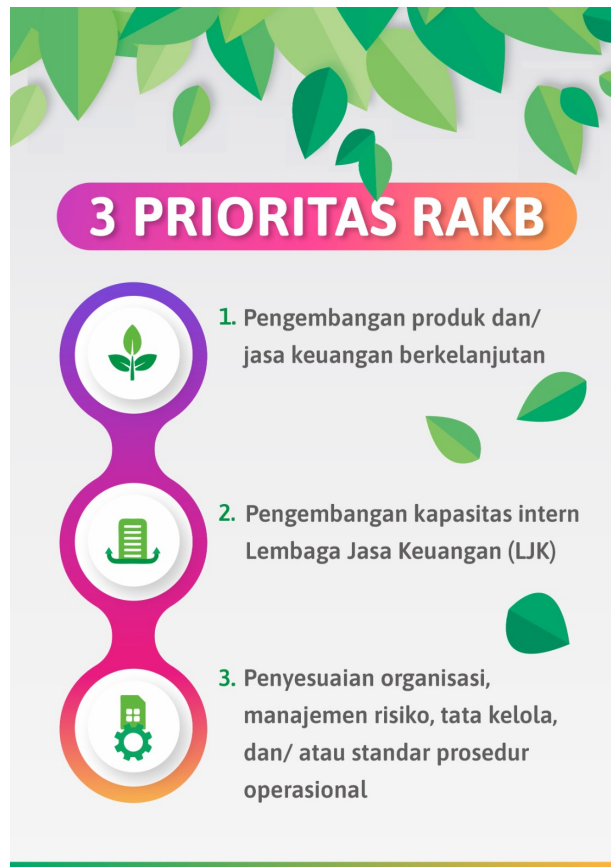 3 PRIORITAS RAKB
1. Pengembangan produk dan/
jasa keuangan berkelanjutan
2. Pengembangan kapasitas intern
Lembaga Jasa Keuangan (LJK)
3. Penyesuaian organisasi,
manajemen risiko, tata kelola,
dan/ atau standar prosedur
operasional